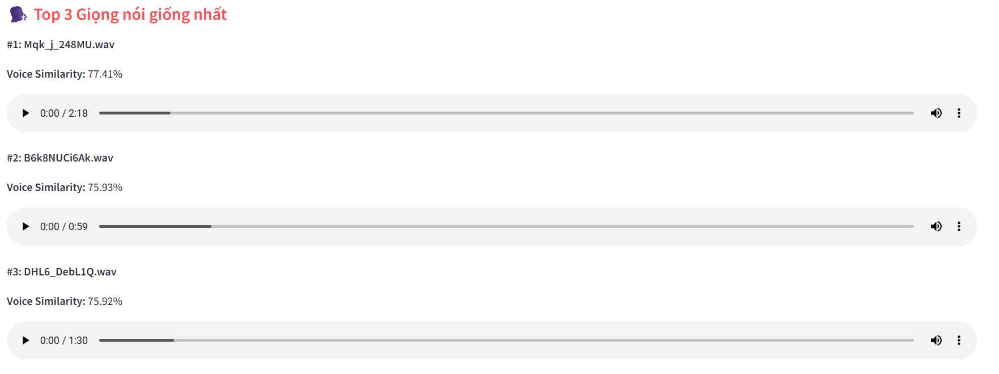 Top 3 Giọng nói giống nhất
#1: Mqk_j_248MU.wav
Voice Similarity: 77.41%
0:00 / 2:18
#2: B6k8NUCi6Ak.wav
Voice Similarity: 75.93%
0:00 / 0:59
#3: DHL6_DebL1Q.wav
Voice Similarity: 75.92%
0:00 / 1:30